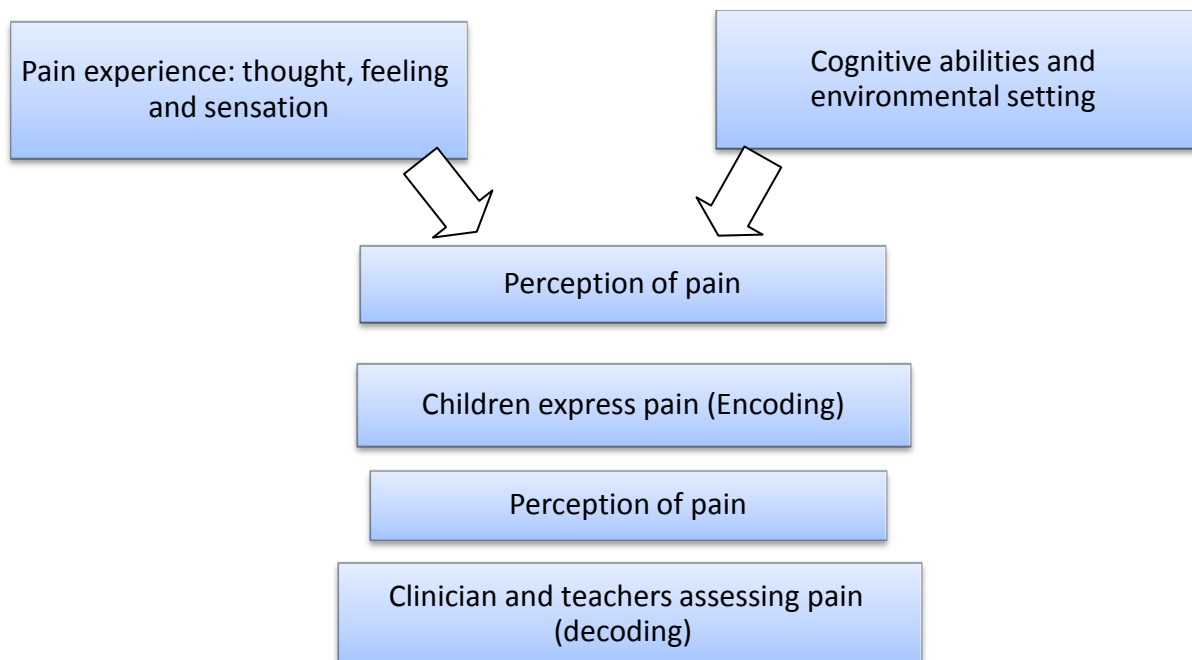 Pain experience: thought, feeling
and sensation
Cognitive abilities and
environmental setting
Perception of pain
Children express pain (Encoding)
Perception of pain
Clinician and teachers assessing pain
(decoding)